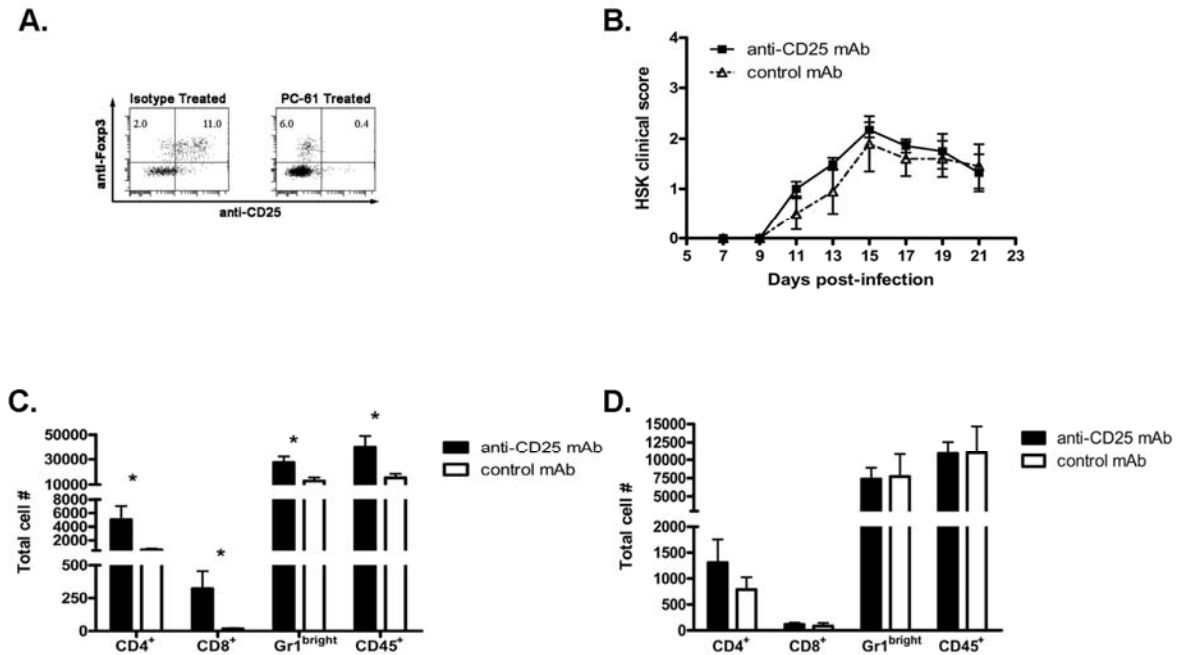 A.
Isotype Treated
PC-61 Treated
2.0
11.0
6.0
0.4
anti-Foxp3
anti-CD25
B.
4
3
2
1
0
HSK clinical score
anti-CD25 mAb
control mAb
5 7 9 11 13 15 17 19 21 23
Days post-infection
C.
50000
30000
10000
8000
6000
4000
2000
500
250
0
Total cell #
* * * *
anti-CD25 mAb
control mAb
CD4⁺ CD8⁺ Gr1ᵇʳⁱᵍʰᵗ CD45⁺
D.
15000
12500
10000
7500
5000
2000
1500
1000
500
0
Total cell #
anti-CD25 mAb
control mAb
CD4⁺ CD8⁺ Gr1ᵇʳⁱᵍʰᵗ CD45⁺